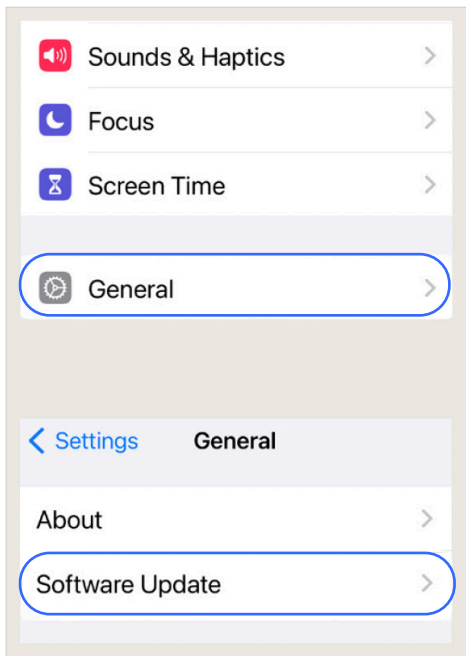 Sounds & Haptics
Focus
Screen Time
General
Settings General
About
Software Update